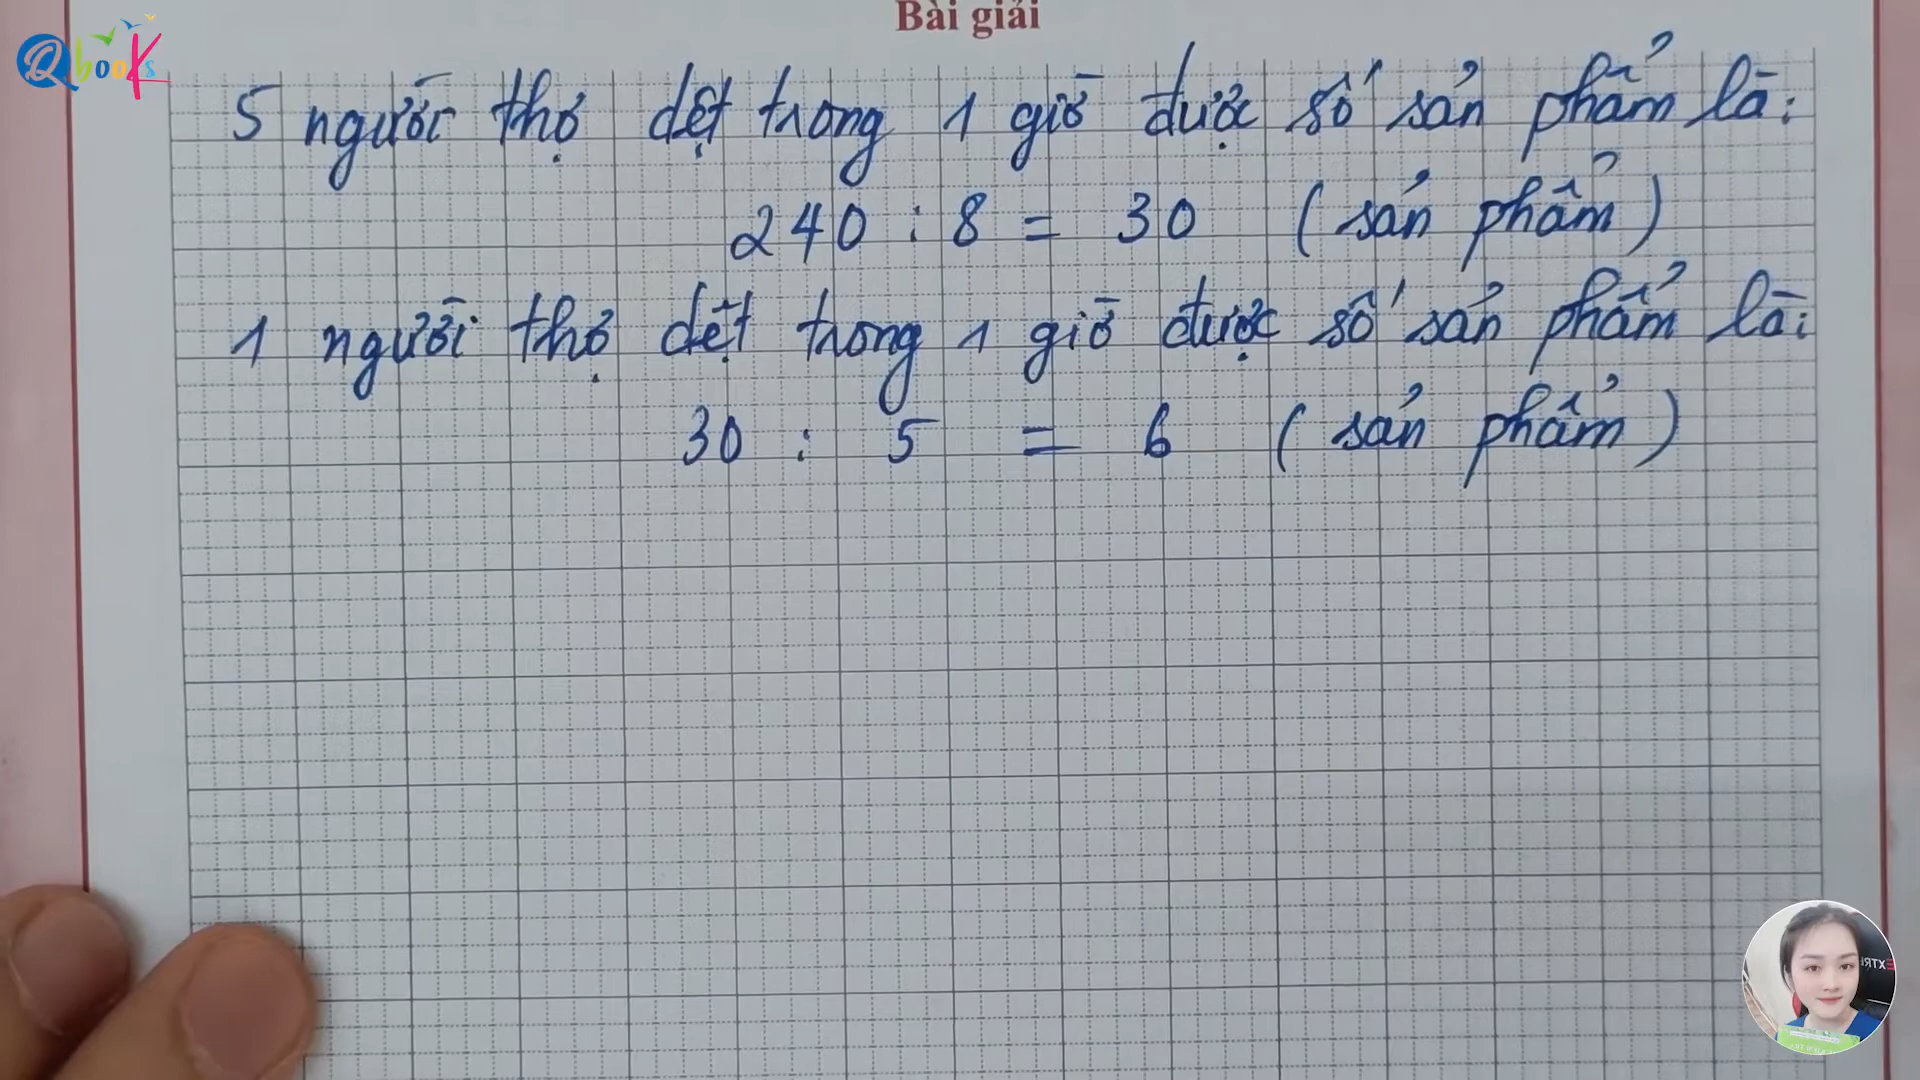 Bài giải
Qbooks
5 người thợ dệt trong 1 giờ được số sản phẩm là:
240 : 8 = 30 (sản phẩm)
1 người thợ dệt trong 1 giờ được số sản phẩm là:
30 : 5 = 6 (sản phẩm)